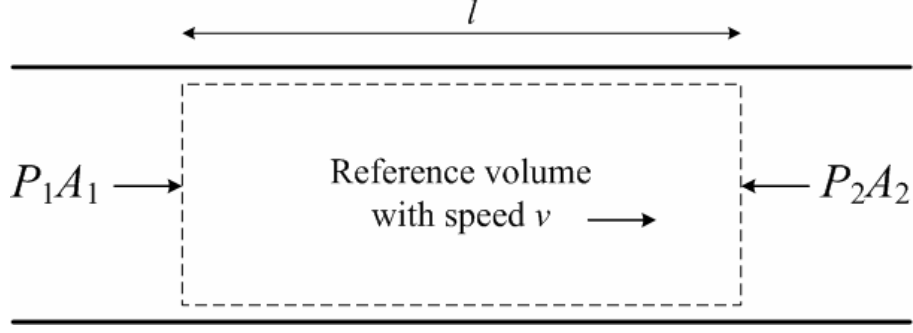 l
P₁A₁
Reference volume
with speed v
P₂A₂